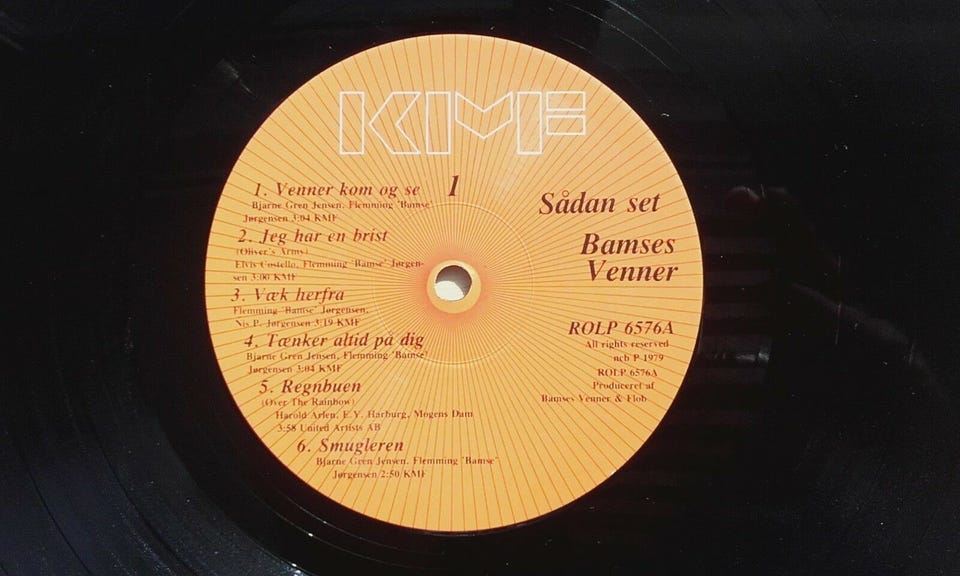 KMF
1
1. Venner kom og se
Bjarne Gren Jensen, Flemming 'Bamse'
Jørgensen 3:04 KMF
2. Jeg har en brist
(Oliver's Army)
Elvis Costello, Flemming 'Bamse' Jørgen-
sen 3:00 KMF
3. Væk herfra
Flemming 'Bamse' Jørgensen,
Nis P. Jørgensen 3:19 KMF
4. Tænker altid på dig
Bjarne Gren Jensen, Flemming 'Bamse'
Jørgensen 3:04 KMF
5. Regnbuen
(Over The Rainbow)
Harold Arlen, E.Y. Harburg, Mogens Dam
3:58 United Artists AB
6. Smugleren
Bjarne Gren Jensen, Flemming 'Bamse'
Jørgensen 2:50 KMF
Sådan set
Bamses
Venner
ROLP 6576A
All rights reserved
ncb P 1979
ROLP 6576A
Produceret af
Bamses Venner & Flob